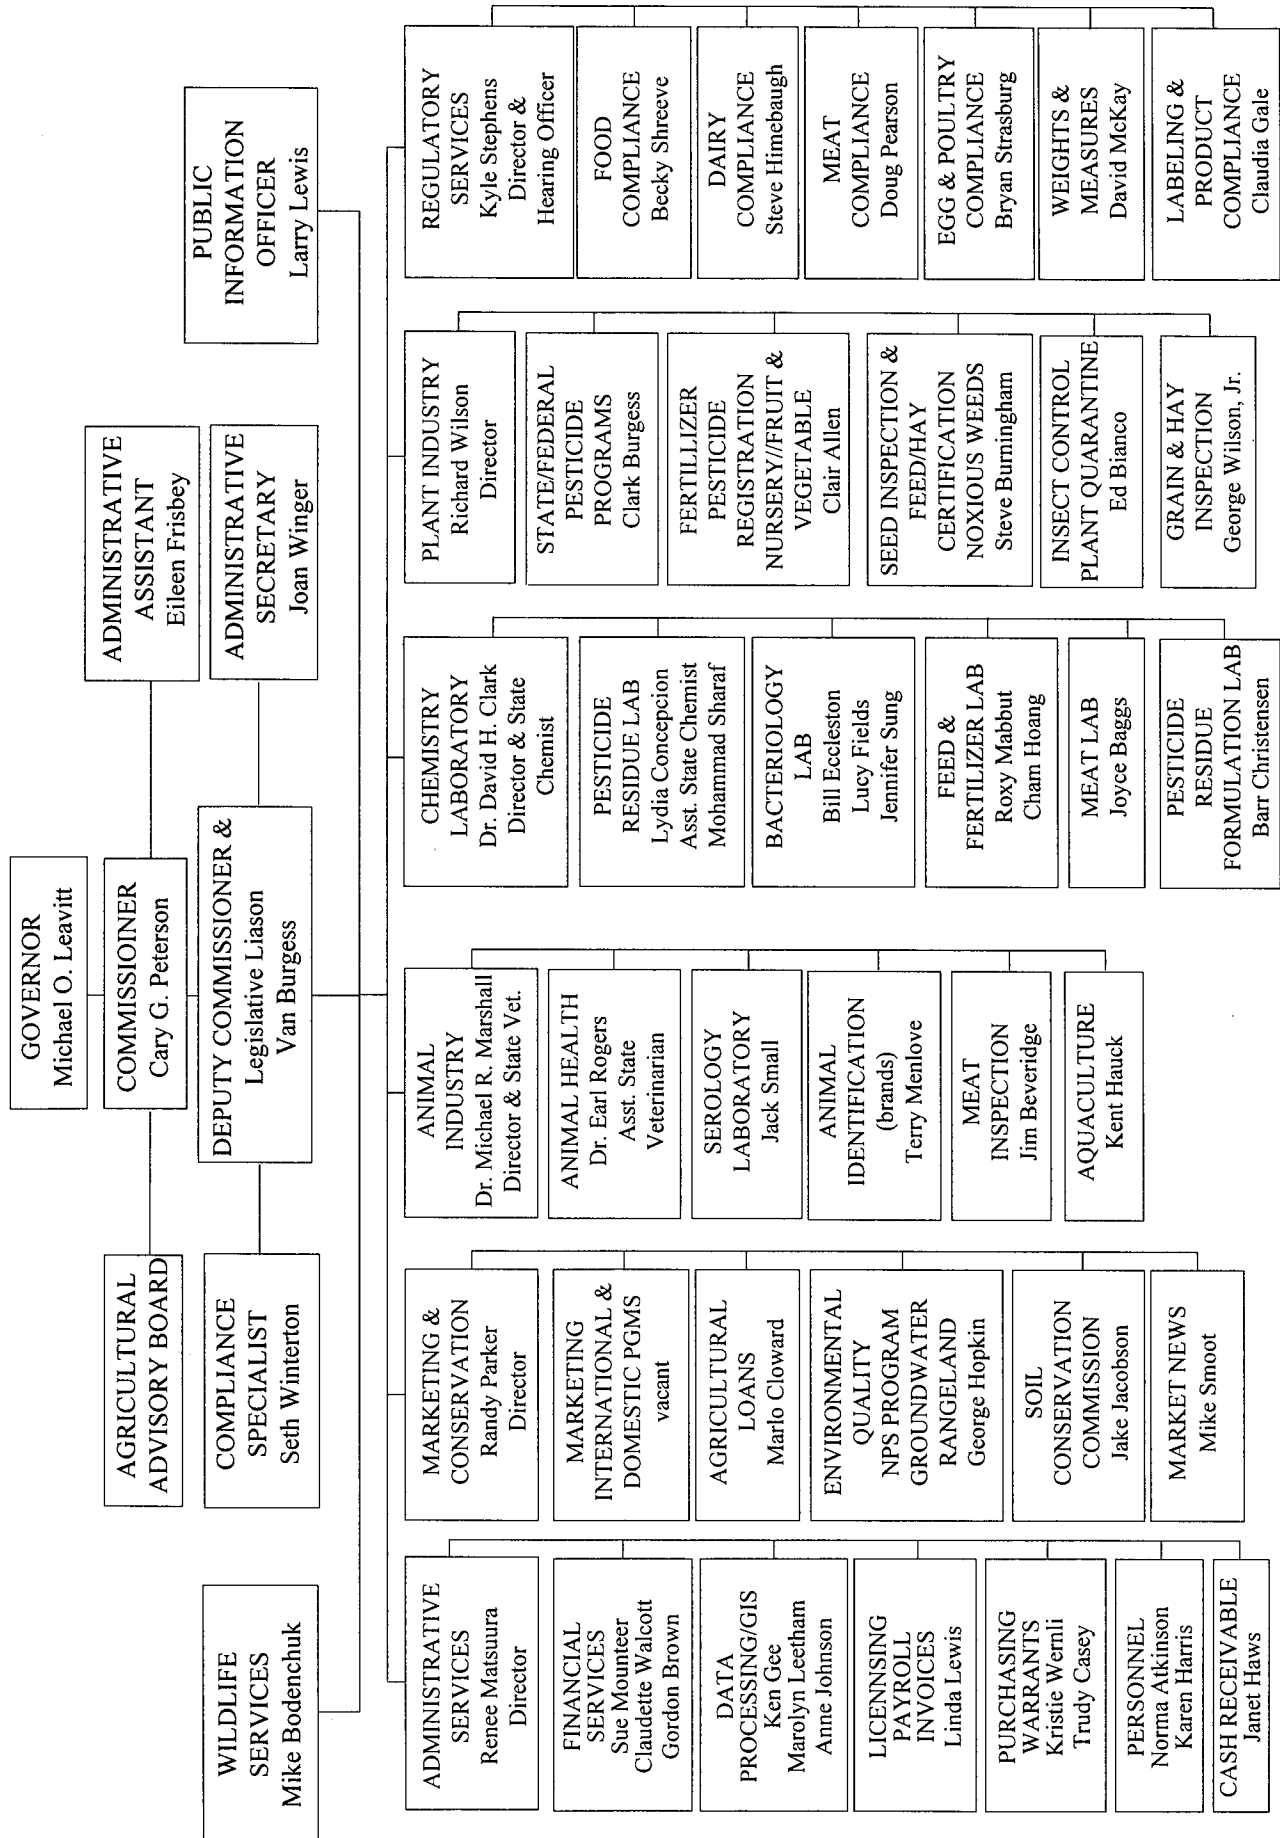 GOVERNOR
Michael O. Leavitt
COMMISSIOINER
Cary G. Peterson
AGRICULTURAL
ADVISORY BOARD
ADMINISTRATIVE
ASSISTANT
Eileen Frisbey
DEPUTY COMMISSIONER &
Legislative Liason
Van Burgess
COMPLIANCE
SPECIALIST
Seth Winterton
ADMINISTRATIVE
SECRETARY
Joan Winger
WILDLIFE
SERVICES
Mike Bodenchuk
PUBLIC
INFORMATION
OFFICER
Larry Lewis
ADMINISTRATIVE
SERVICES
Renee Matsuura
Director
FINANCIAL
SERVICES
Sue Mounteer
Claudette Walcott
Gordon Brown
DATA
PROCESSING/GIS
Ken Gee
Marolyn Leetham
Anne Johnson
LICENNSING
PAYROLL
INVOICES
Linda Lewis
PURCHASING
WARRANTS
Kristie Wernli
Trudy Casey
PERSONNEL
Norma Atkinson
Karen Harris
CASH RECEIVABLE
Janet Haws
MARKETING &
CONSERVATION
Randy Parker
Director
MARKETING
INTERNATIONAL &
DOMESTIC PGMS
vacant
AGRICULTURAL
LOANS
Marlo Cloward
ENVIRONMENTAL
QUALITY
NPS PROGRAM
GROUNDWATER
RANGELAND
George Hopkin
SOIL
CONSERVATION
COMMISSION
Jake Jacobson
MARKET NEWS
Mike Smoot
ANIMAL
INDUSTRY
Dr. Michael R. Marshall
Director & State Vet.
ANIMAL HEALTH
Dr. Earl Rogers
Asst. State
Veterinarian
SEROLOGY
LABORATORY
Jack Small
ANIMAL
IDENTIFICATION
(brands)
Terry Menlove
MEAT
INSPECTION
Jim Beveridge
AQUACULTURE
Kent Hauck
CHEMISTRY
LABORATORY
Dr. David H. Clark
Director & State
Chemist
PESTICIDE
RESIDUE LAB
Lydia Concepcion
Asst. State Chemist
Mohammad Sharaf
BACTERIOLOGY
LAB
Bill Eccleston
Lucy Fields
Jennifer Sung
FEED &
FERTILIZER LAB
Roxy Mabbut
Cham Hoang
MEAT LAB
Joyce Baggs
PESTICIDE
RESIDUE
FORMULATION LAB
Barr Christensen
PLANT INDUSTRY
Richard Wilson
Director
STATE/FEDERAL
PESTICIDE
PROGRAMS
Clark Burgess
FERTILLIZER
PESTICIDE
REGISTRATION
NURSERY//FRUIT &
VEGETABLE
Clair Allen
SEED INSPECTION &
FEED/HAY
CERTIFICATION
NOXIOUS WEEDS
Steve Burningham
INSECT CONTROL
PLANT QUARANTINE
Ed Bianco
GRAIN & HAY
INSPECTION
George Wilson, Jr.
REGULATORY
SERVICES
Kyle Stephens
Director &
Hearing Officer
FOOD
COMPLIANCE
Becky Shreeve
DAIRY
COMPLIANCE
Steve Himebaugh
MEAT
COMPLIANCE
Doug Pearson
EGG & POULTRY
COMPLIANCE
Bryan Strasburg
WEIGHTS &
MEASURES
David McKay
LABELING &
PRODUCT
COMPLIANCE
Claudia Gale